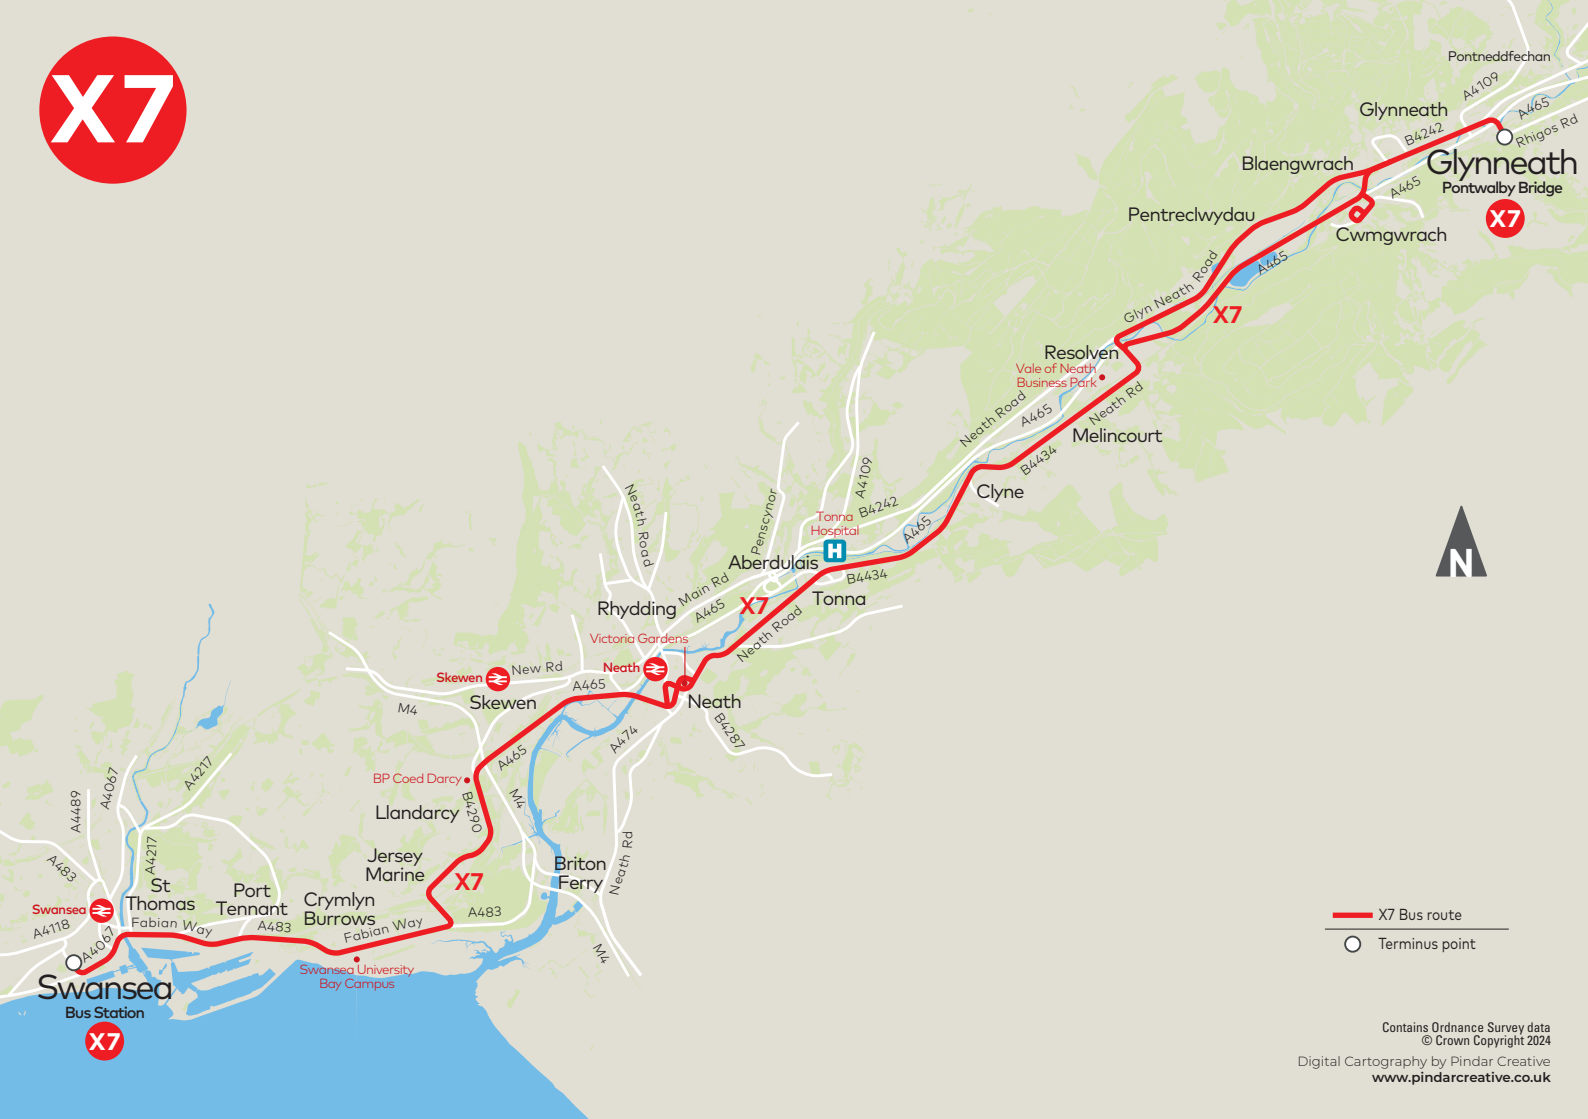 X7
Pontneddfechan
A4109
A465
Glynneath
B4242
Rhigos Rd
Blaengwrach
Glynneath
Pontwalby Bridge
X7
A465
Pentreclwydau
Cwmgwrach
A465
Glyn Neath Road
X7
Resolven
Vale of Neath
Business Park
Neath Rd
Neath Road
A465
Melincourt
B4434
Clyne
A4109
B4242
Penscynor
Neath Road
Tonna
Hospital
H
A465
Aberdulais
B4434
Main Rd
Tonna
Rhydding
A465
X7
Neath Road
Victoria Gardens
Neath
New Rd
Skewen
Skewen
A465
Neath
M4
B4287
A474
A465
BP Coed Darcy
M4
B4290
Llandarcy
A4217
A4067
A4489
A4217
A483
Jersey
Marine
X7
Briton
Ferry
Neath Rd
St
Thomas
Port
Tennant
Crymlyn
Burrows
Swansea
A4118
A4067
Fabian Way
A483
Fabian Way
A483
M4
Swansea University
Bay Campus
Swansea
Bus Station
X7
N
X7 Bus route
Terminus point
Contains Ordnance Survey data
© Crown Copyright 2024
Digital Cartography by Pindar Creative
www.pindarcreative.co.uk